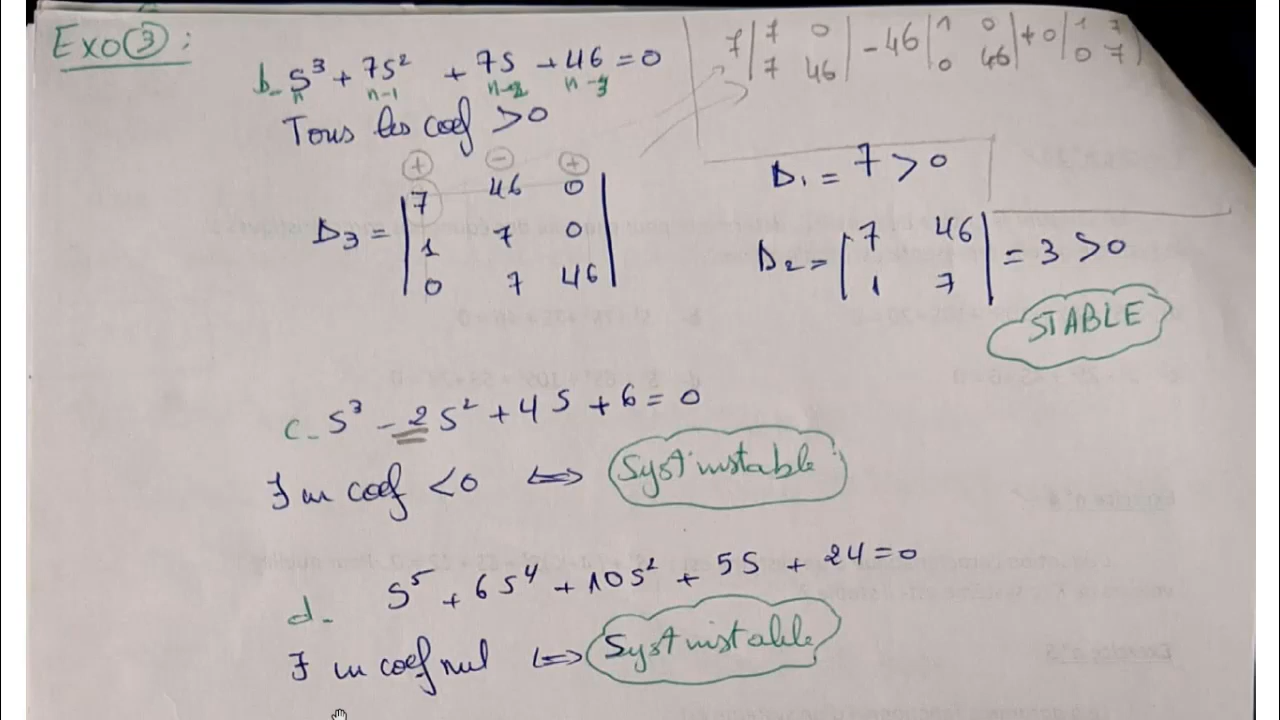 Exo ③ :
b- s³ + 7s² + 7s + 46 = 0
n n-1 n-2 n-3
Tous les coef > 0
+ - +
D₃ = | 7 46 0 |
| 1 7 0 |
| 0 7 46 |
7 | 7 0 | - 46 | 1 0 | + 0 | 1 7 |
| 7 46 | | 0 46 | | 0 7 |
D₁ = 7 > 0
D₂ = | 7 46 | = 3 > 0
| 1 7 |
STABLE
c- s³ - 2s² + 4s + 6 = 0
∃ un coef < 0 ⇔ Syst instable
d- s⁵ + 6s⁴ + 10s² + 5s + 24 = 0
∃ un coef nul ⇔ Syst instable